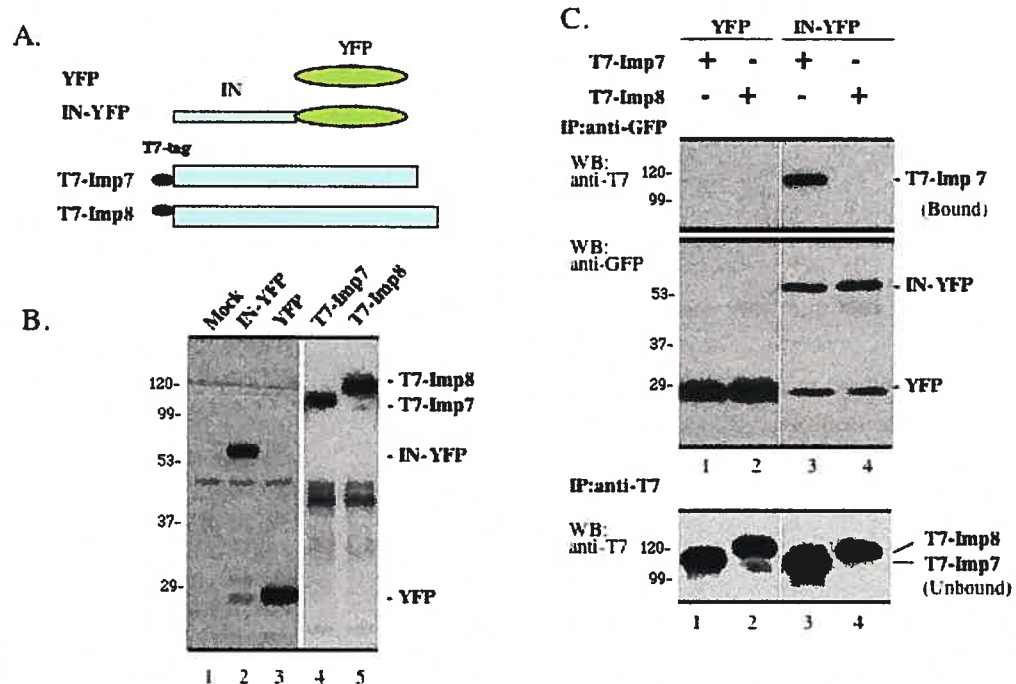 A.
YFP
YFP
IN
IN-YFP
T7-tag
T7-Imp7
T7-Imp8
B.
Mock
IN-YFP
YFP
T7-Imp7
T7-Imp8
120-
99-
53-
37-
29-
- T7-Imp8
- T7-Imp7
- IN-YFP
- YFP
1 2 3 4 5
C.
YFP IN-YFP
T7-Imp7 + - + -
T7-Imp8 - + - +
IP:anti-GFP
WB:
anti-T7
120-
99-
- T7-Imp 7
(Bound)
WB:
anti-GFP
53-
37-
29-
IN-YFP
YFP
1 2 3 4
IP:anti-T7
WB:
anti-T7
120-
99-
T7-Imp8
T7-Imp7
(Unbound)
1 2 3 4